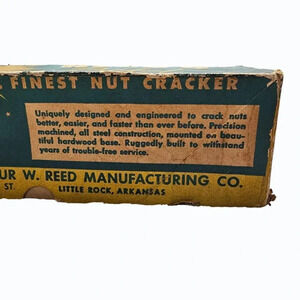 FINEST NUT CRACKER
Uniquely designed and engineered to crack nuts
better, easier, and faster than ever before. Precision
machined, all steel construction, mounted on beau-
tiful hardwood base. Ruggedly built to withstand
years of trouble-free service.
UR W. REED MANUFACTURING CO.
ST. LITTLE ROCK, ARKANSAS